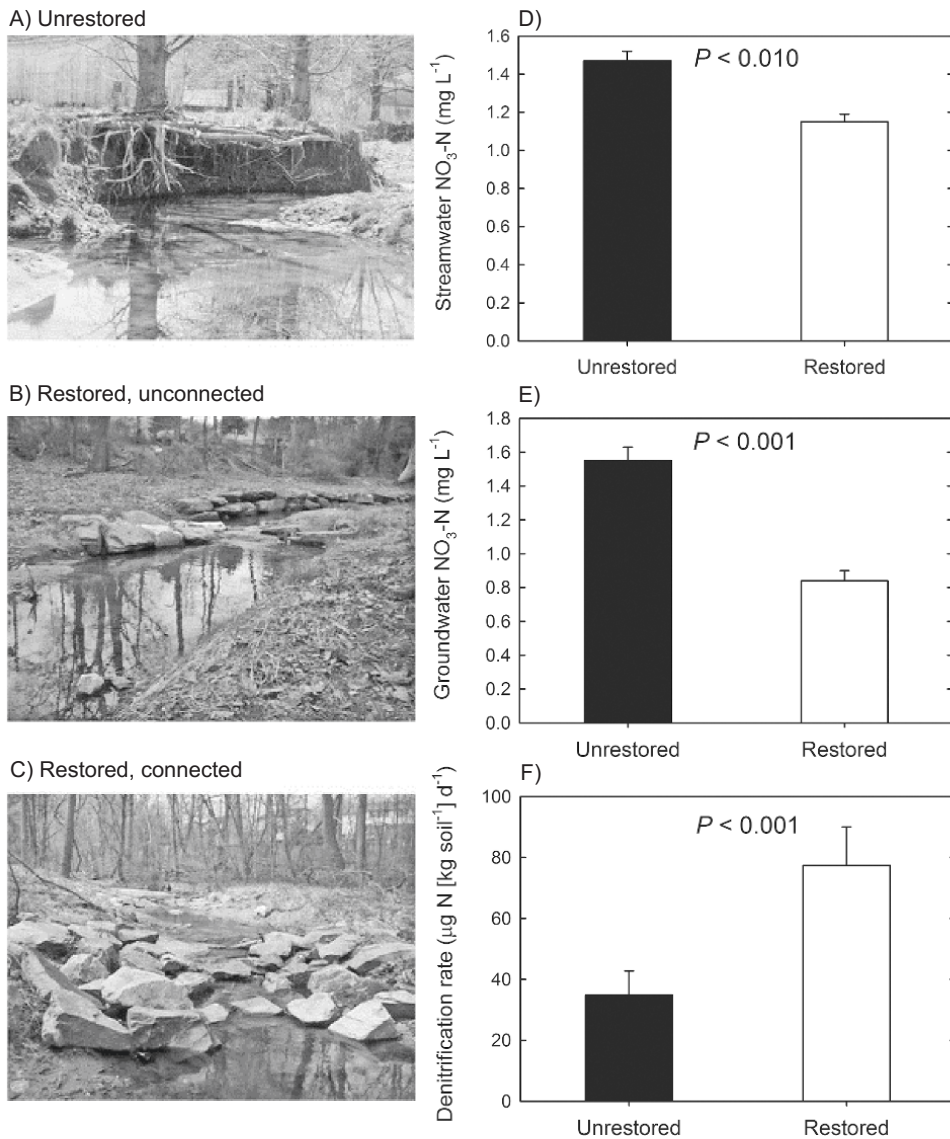 A) Unrestored
B) Restored, unconnected
C) Restored, connected
D)
P < 0.010
Streamwater NO₃-N (mg L⁻¹)
1.6
1.4
1.2
1.0
0.8
0.6
0.4
0.2
0.0
Unrestored
Restored
E)
P < 0.001
Groundwater NO₃-N (mg L⁻¹)
1.8
1.6
1.4
1.2
1.0
0.8
0.6
0.4
0.2
0.0
Unrestored
Restored
F)
P < 0.001
Denitrification rate (μg N [kg soil⁻¹] d⁻¹)
100
80
60
40
20
0
Unrestored
Restored